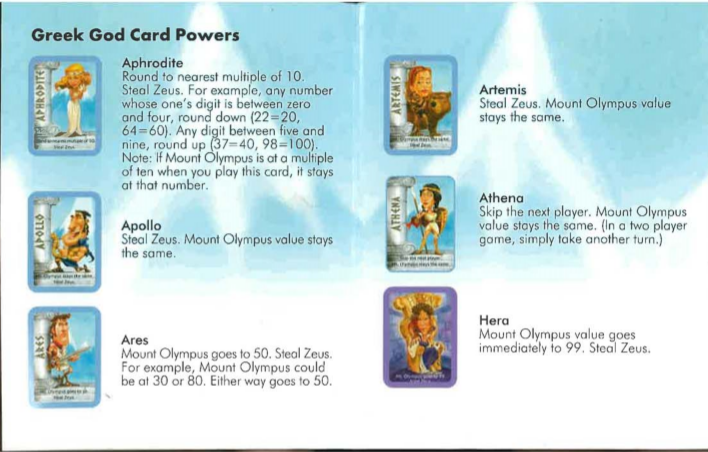 Greek God Card Powers
APHRODITE
Aphrodite
Round to nearest multiple of 10.
Steal Zeus. For example, any number
whose one's digit is between zero
and four, round down (22=20,
64=60). Any digit between five and
nine, round up (37=40, 98=100).
Note: If Mount Olympus is at a multiple
of ten when you play this card, it stays
at that number.
APOLLO
Apollo
Steal Zeus. Mount Olympus value stays
the same.
ARES
Ares
Mount Olympus goes to 50. Steal Zeus.
For example, Mount Olympus could
be at 30 or 80. Either way goes to 50.
ARTEMIS
Artemis
Steal Zeus. Mount Olympus value
stays the same.
ATHENA
Athena
Skip the next player. Mount Olympus
value stays the same. (In a two player
game, simply take another turn.)
Hera
Mount Olympus value goes
immediately to 99. Steal Zeus.